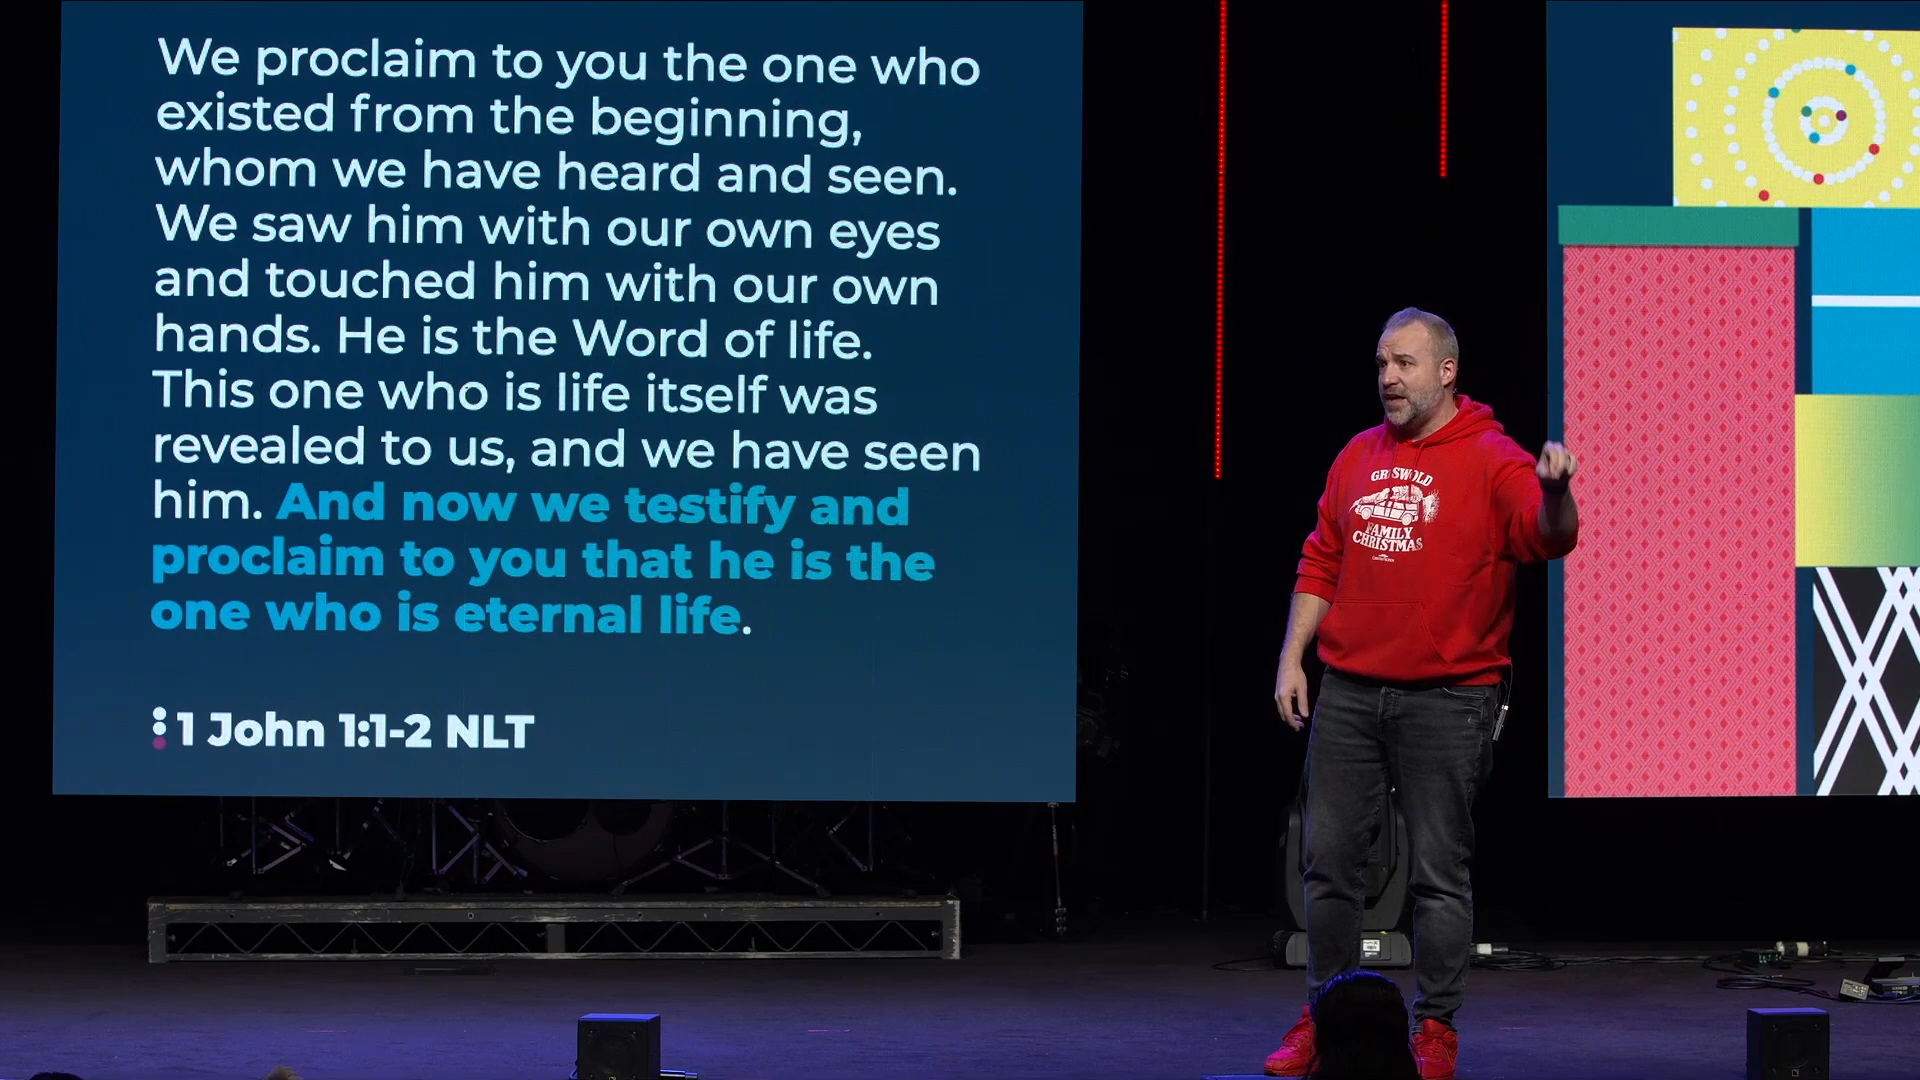 We proclaim to you the one who
existed from the beginning,
whom we have heard and seen.
We saw him with our own eyes
and touched him with our own
hands. He is the Word of life.
This one who is life itself was
revealed to us, and we have seen
him. And now we testify and
proclaim to you that he is the
one who is eternal life.
1 John 1:1-2 NLT
GRISWOLD
FAMILY
CHRISTMAS